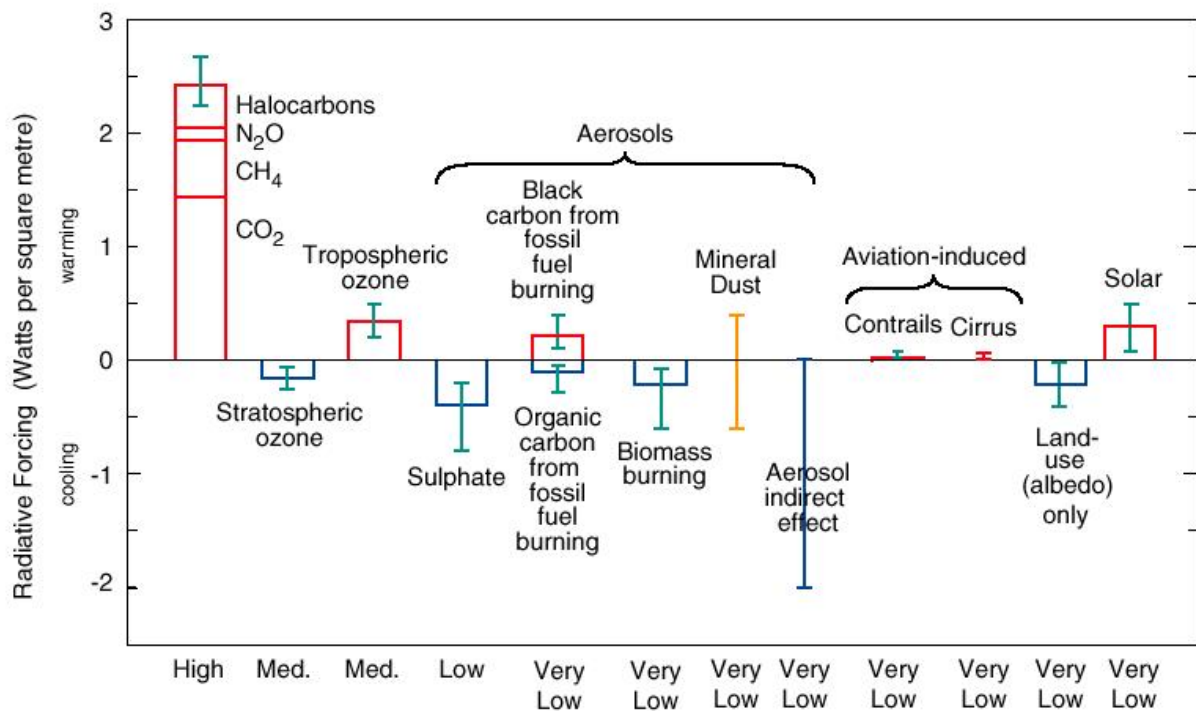 3
2
1
0
-1
-2
Radiative Forcing (Watts per square metre)
warming
cooling
Halocarbons
N₂O
CH₄
CO₂
Stratospheric
ozone
Tropospheric
ozone
Aerosols
Sulphate
Black
carbon from
fossil
fuel
burning
Organic
carbon
from
fossil
fuel
burning
Biomass
burning
Mineral
Dust
Aerosol
indirect
effect
Aviation-induced
Contrails
Cirrus
Land-
use
(albedo)
only
Solar
High Med. Med. Low Very Very Very Very Very Very Very Very
Low Low Low Low Low Low Low Low